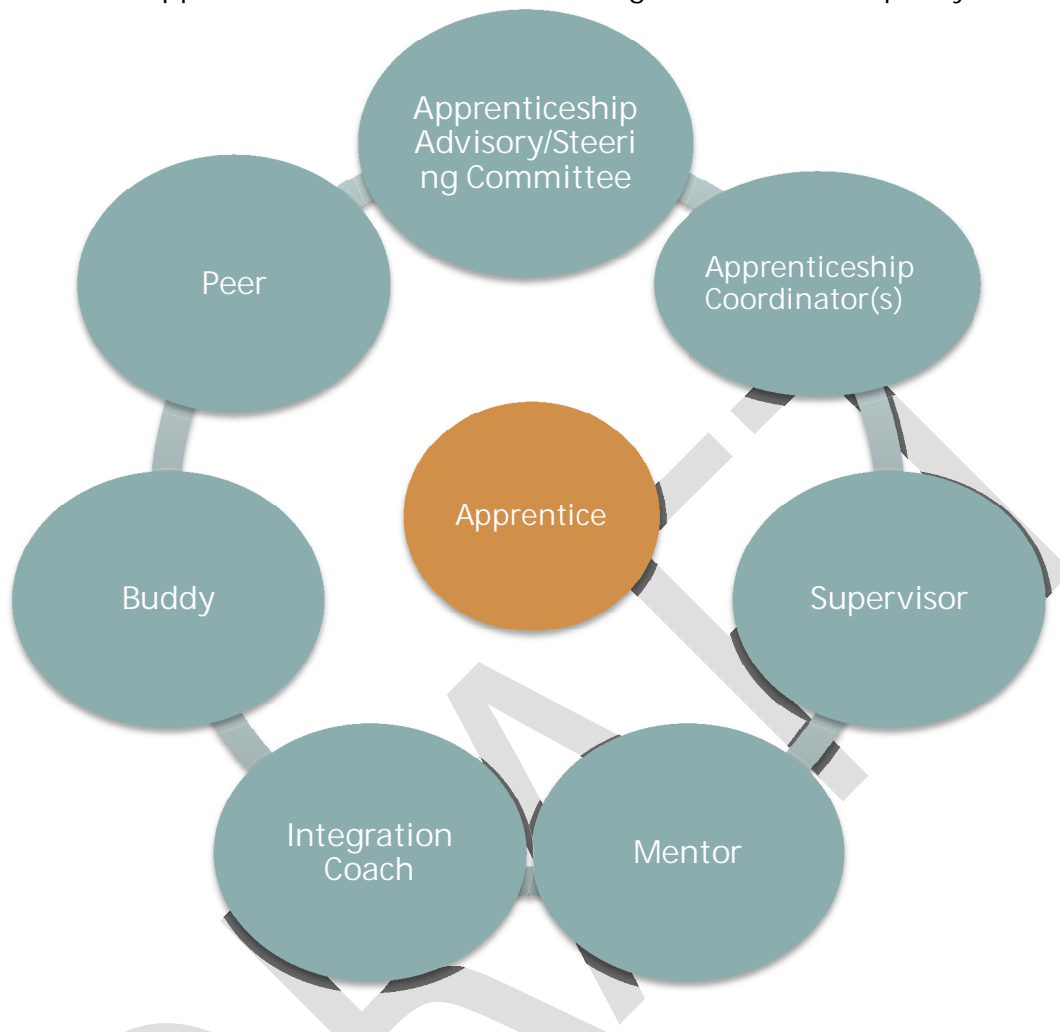 Apprenticeship
Advisory/Steeri
ng Committee
Peer
Apprenticeship
Coordinator(s)
Apprentice
Buddy
Supervisor
Integration
Coach
Mentor